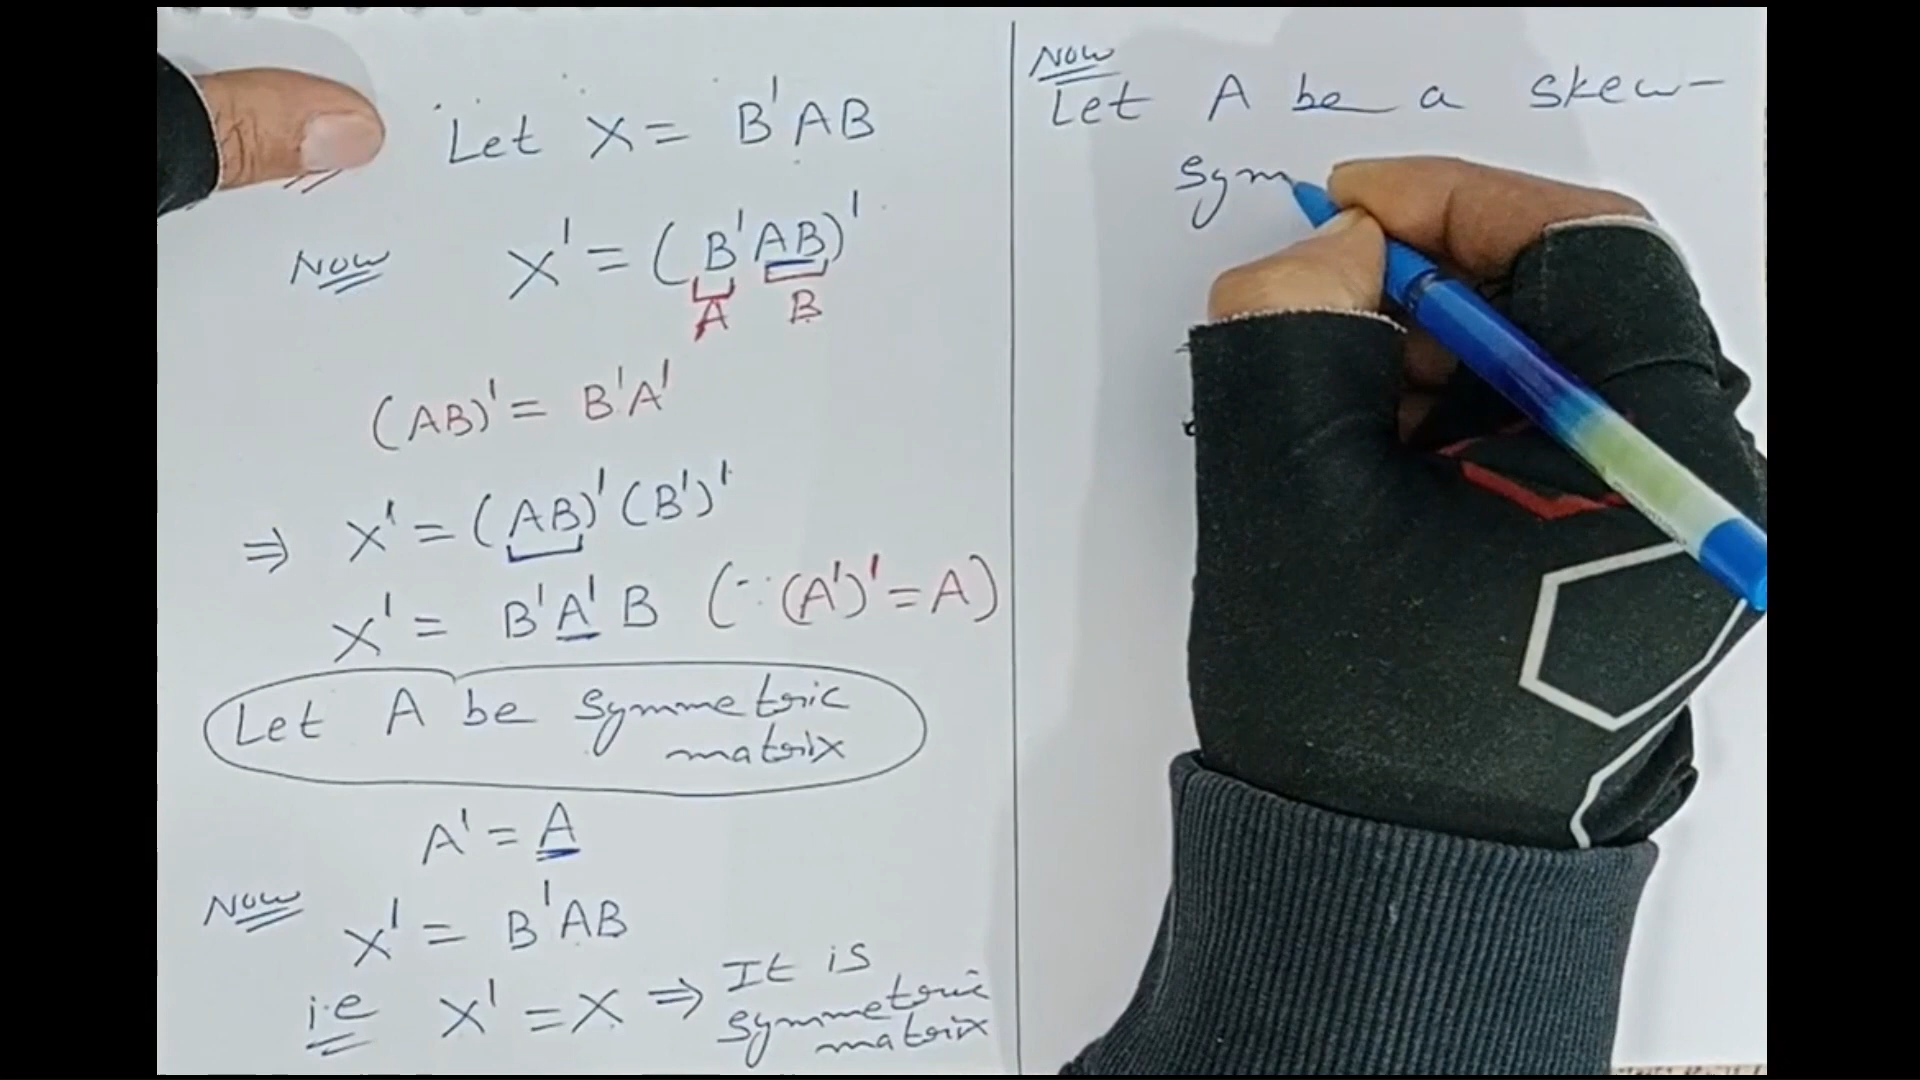 Let X = B'AB
Now X' = (B'AB)'
A B
(AB)' = B'A'
⇒ X' = (AB)' (B')'
X' = B'A'B (∵ (A')' = A)
Let A be symmetric
matrix
A' = A
Now X' = B'AB
i.e X' = X ⇒ It is
symmetric
matrix
Now
Let A be a skew-
sym